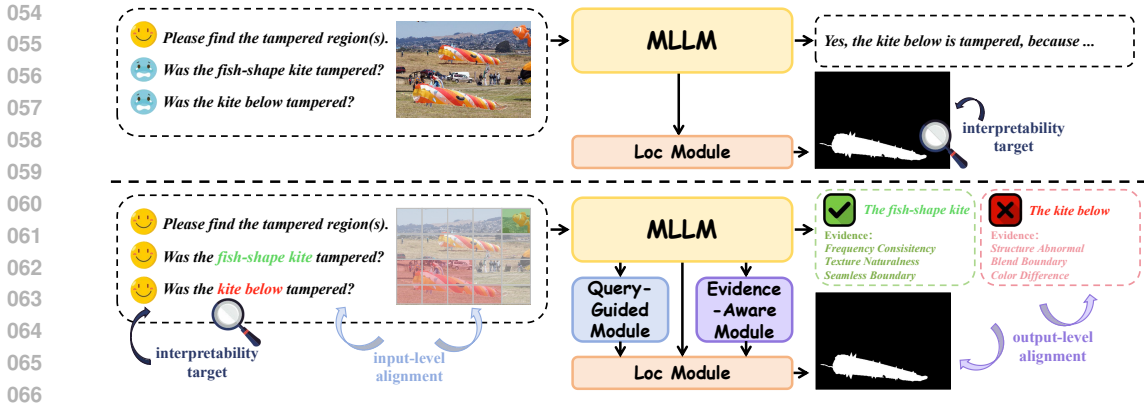 054
055
056
057
058
059
060
061
062
063
064
065
066
Please find the tampered region(s).
Was the fish-shape kite tampered?
Was the kite below tampered?
MLLM
Loc Module
Yes, the kite below is tampered, because ...
interpretability
target
Please find the tampered region(s).
Was the fish-shape kite tampered?
Was the kite below tampered?
interpretability
target
input-level
alignment
MLLM
Query-
Guided
Module
Evidence
-Aware
Module
Loc Module
The fish-shape kite
Evidence:
Frequency Consisitency
Texture Naturalness
Seamless Boundary
The kite below
Evidence:
Structure Abnormal
Blend Boundary
Color Difference
output-level
alignment